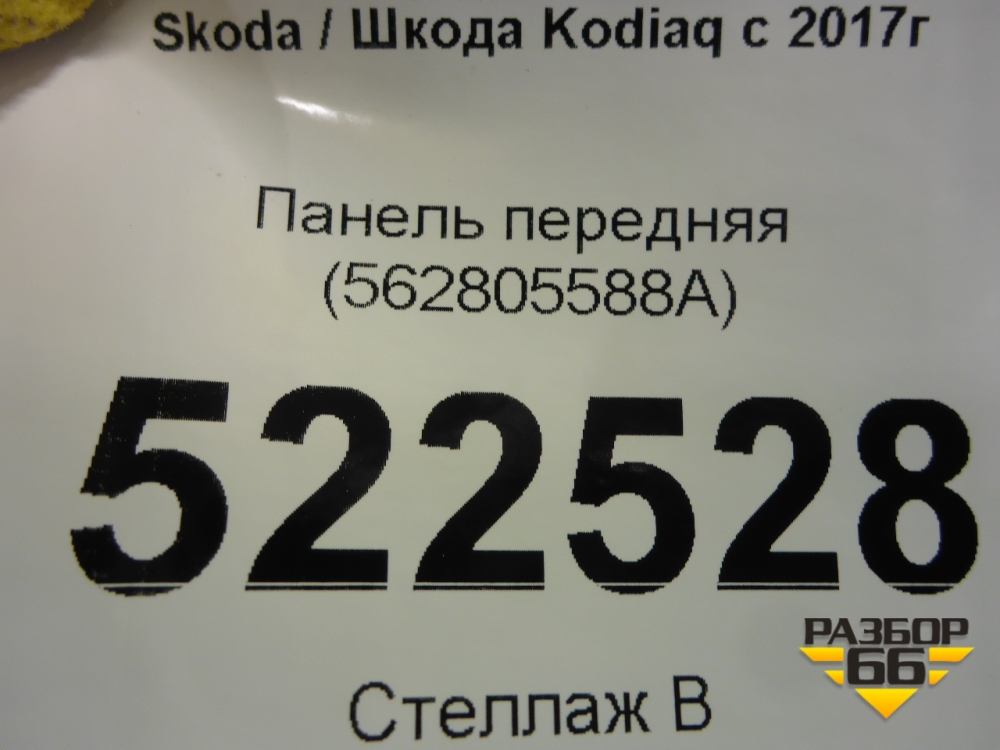 Skoda / Шкода Kodiaq с 2017г
Панель передняя
(562805588A)
522528
Стеллаж В
РАЗБОР
66